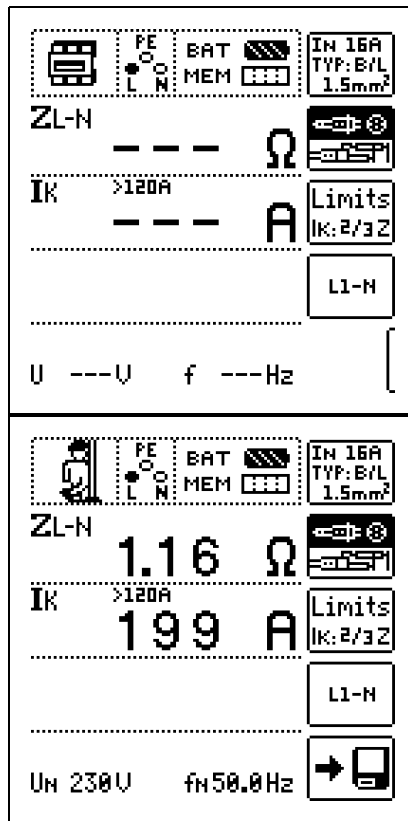 PE
BAT
IN 16A
TYP: B/L
1.5mm²
L N
MEM
ZL-N
--- Ω
IK >120A
--- A
Limits
IK: 2/3 Z
L1-N
U ---V f ---Hz
PE
BAT
IN 16A
TYP: B/L
1.5mm²
L N
MEM
ZL-N
1.16 Ω
IK >120A
199 A
Limits
IK: 2/3 Z
L1-N
UN 230V fN50.0Hz